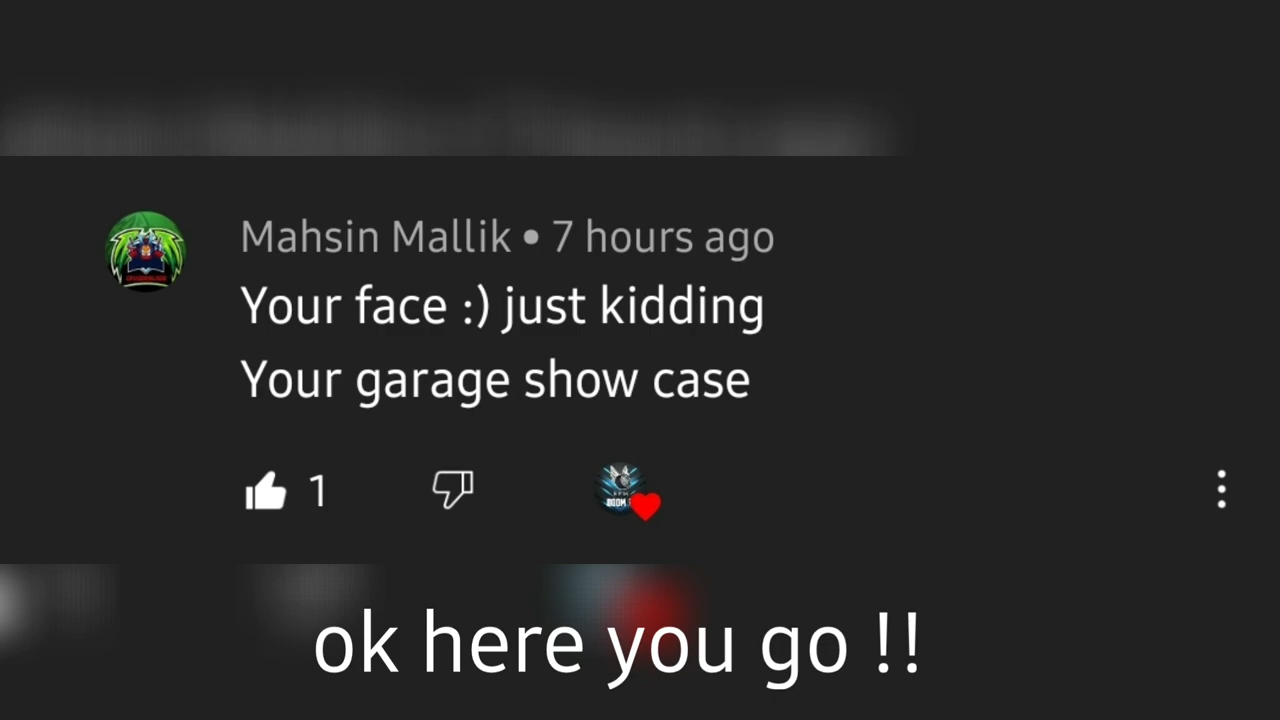 Mahsin Mallik • 7 hours ago
Your face :) just kidding
Your garage show case
1
ok here you go !!